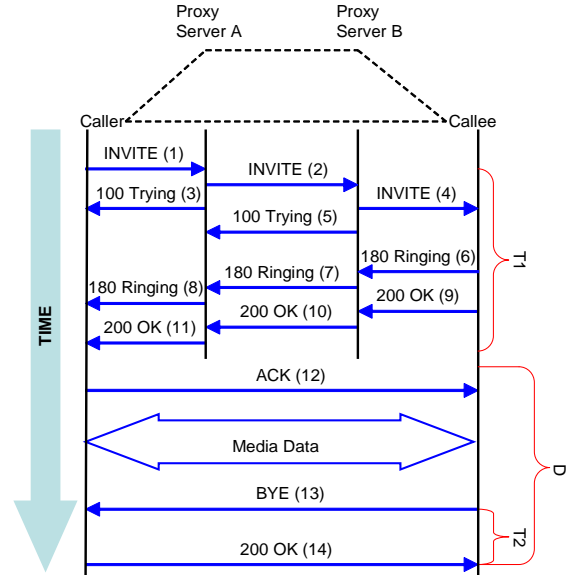 Proxy
Server A
Proxy
Server B
Caller
Callee
INVITE (1)
INVITE (2)
100 Trying (3)
INVITE (4)
100 Trying (5)
180 Ringing (6)
180 Ringing (7)
180 Ringing (8)
200 OK (9)
200 OK (10)
200 OK (11)
T1
TIME
ACK (12)
Media Data
D
BYE (13)
T2
200 OK (14)